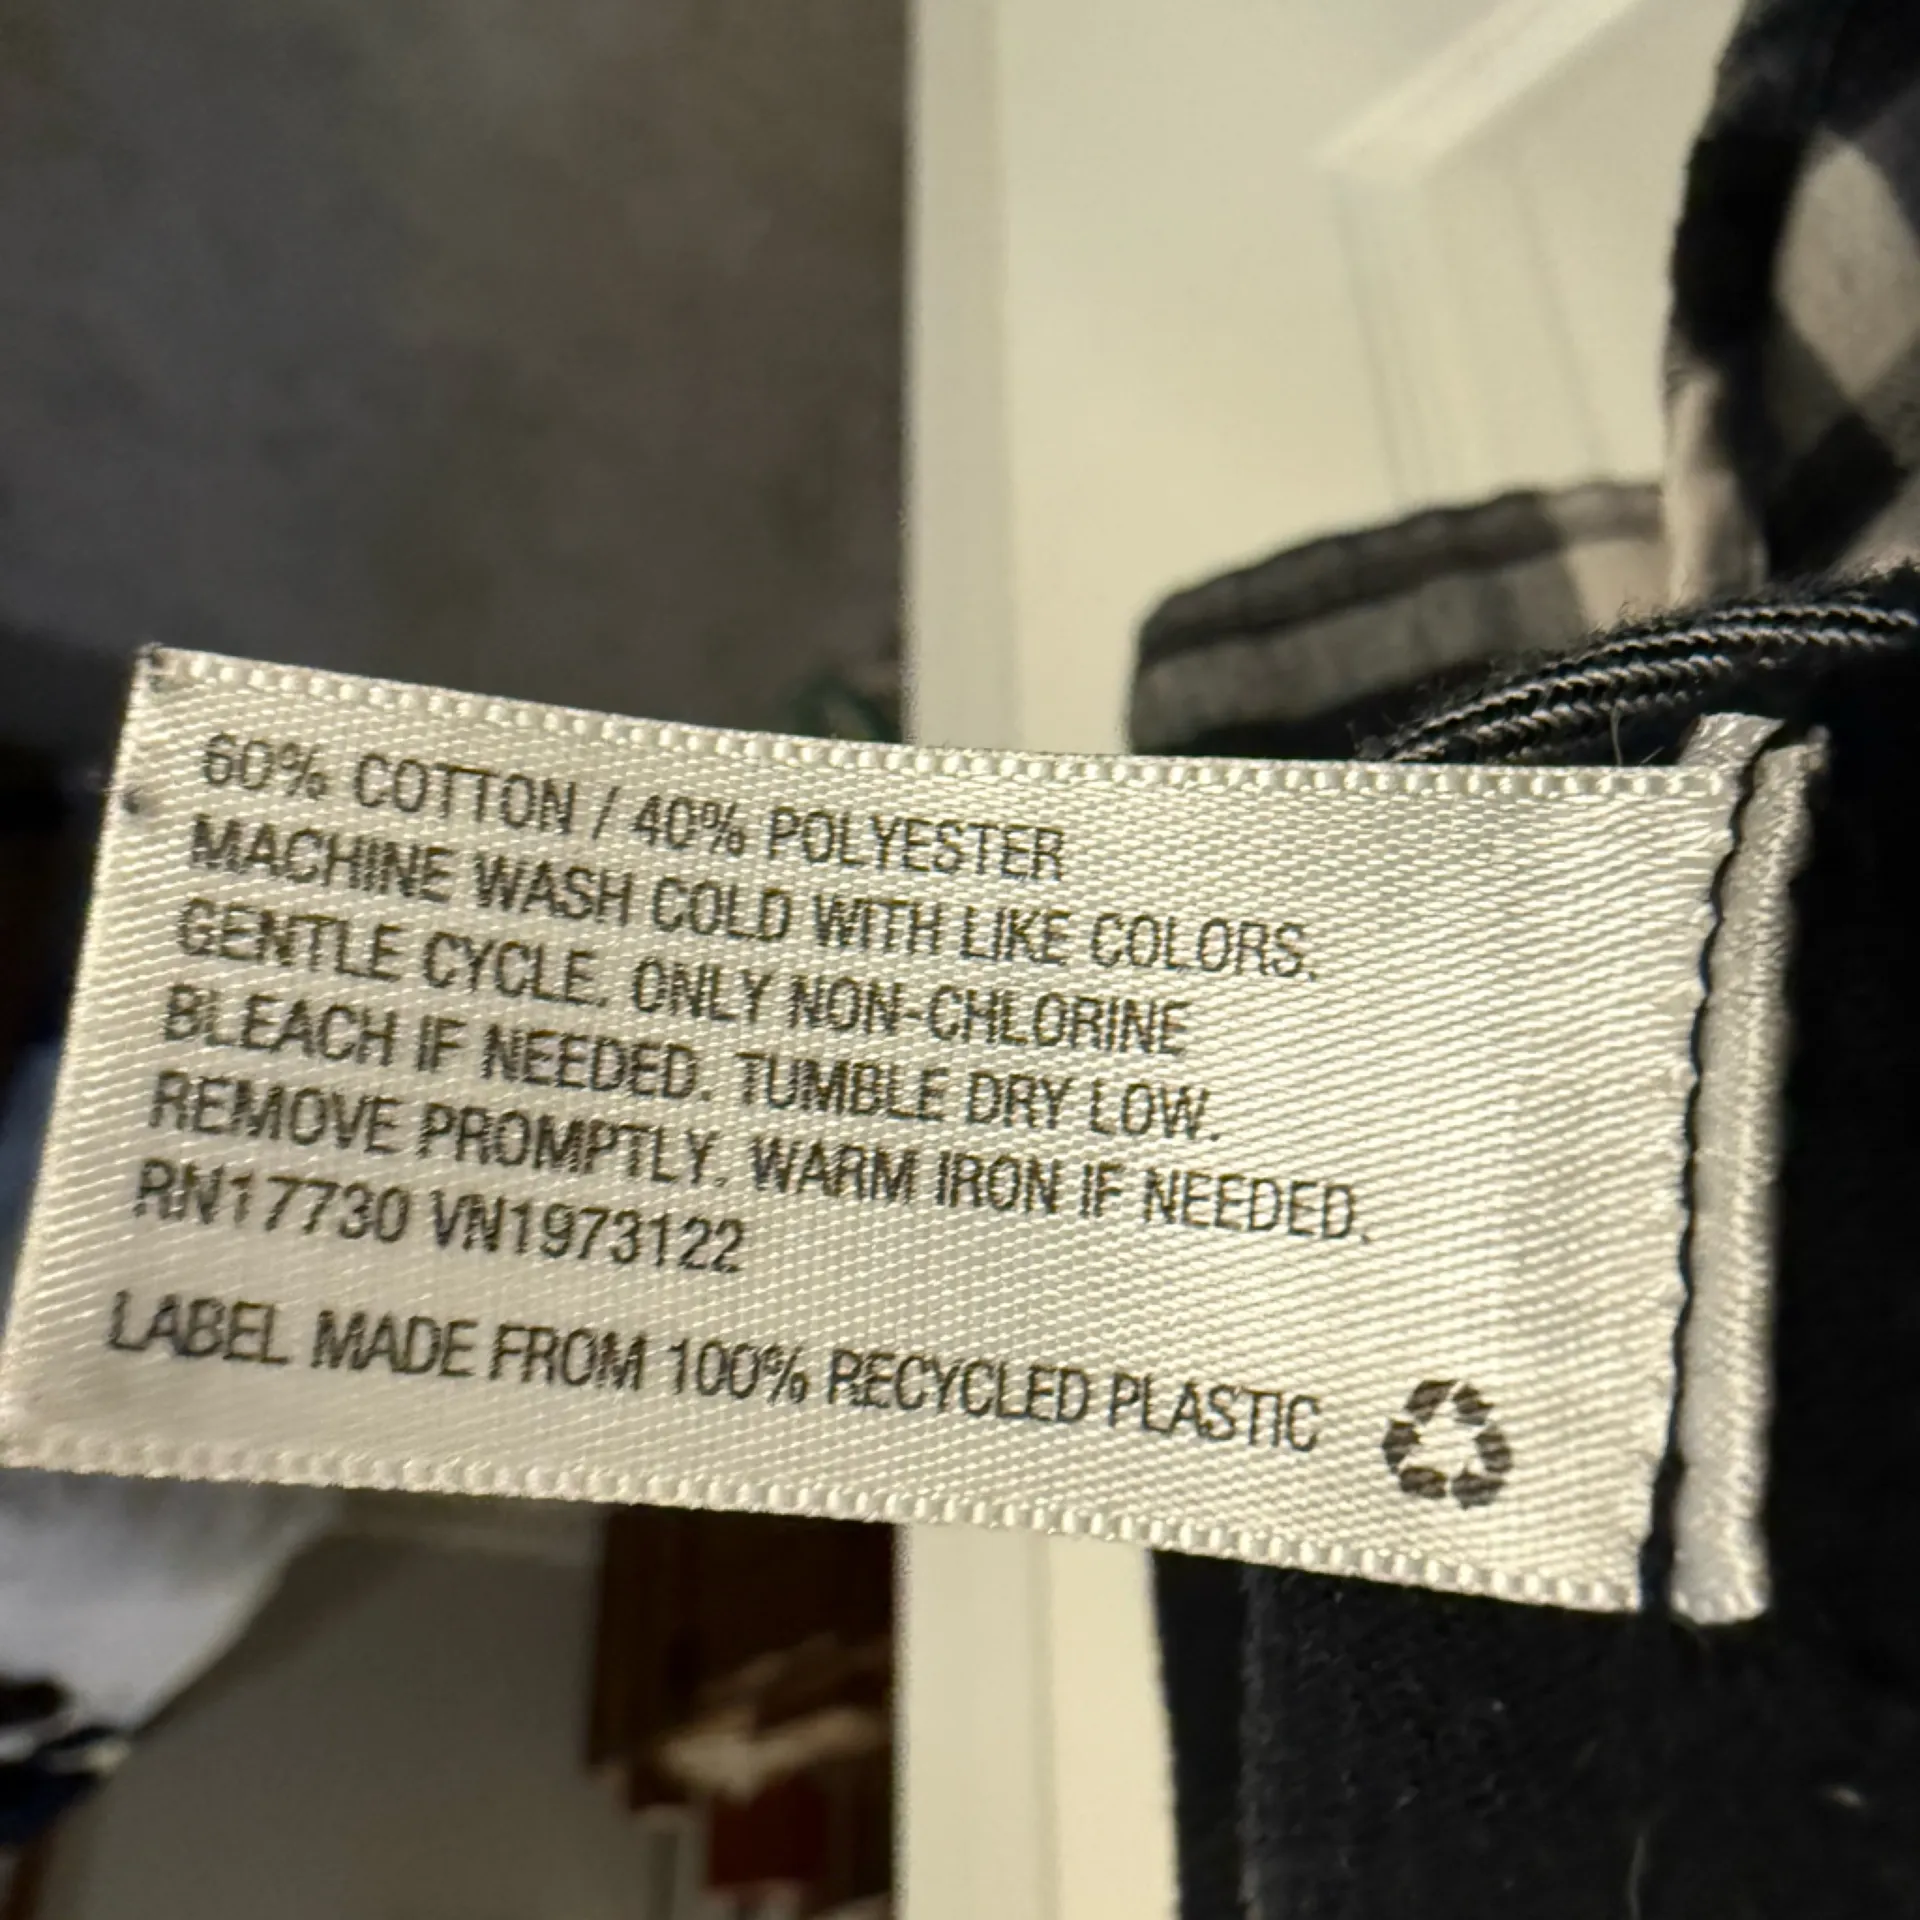 60% COTTON / 40% POLYESTER
MACHINE WASH COLD WITH LIKE COLORS,
GENTLE CYCLE. ONLY NON-CHLORINE
BLEACH IF NEEDED. TUMBLE DRY LOW.
REMOVE PROMPTLY. WARM IRON IF NEEDED.
RN17730 VN1973122
LABEL MADE FROM 100% RECYCLED PLASTIC